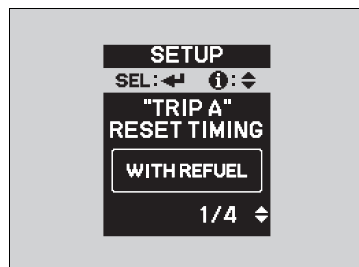 SETUP
SEL:↵ ℹ:⬍
"TRIP A"
RESET TIMING
WITH REFUEL
1/4 ⬍